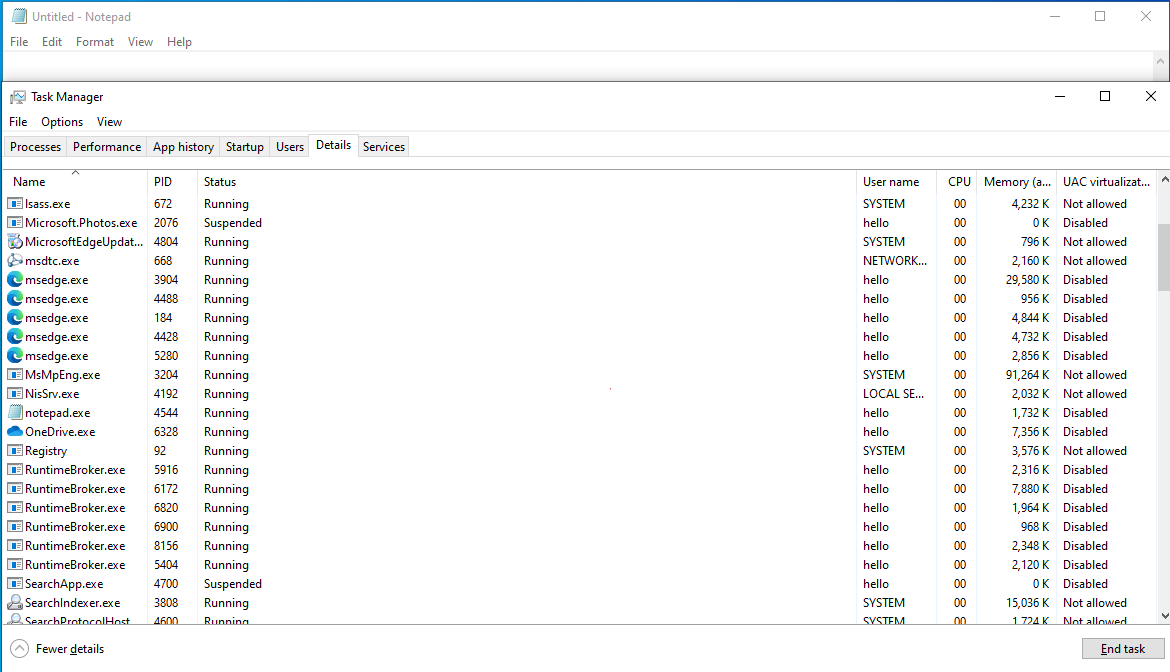 Untitled - Notepad
File Edit Format View Help
Task Manager
File Options View
Processes Performance App history Startup Users Details Services
Name PID Status User name CPU Memory (a... UAC virtualizat...
lsass.exe 672 Running SYSTEM 00 4,232 K Not allowed
Microsoft.Photos.exe 2076 Suspended hello 00 0 K Disabled
MicrosoftEdgeUpdat... 4804 Running SYSTEM 00 796 K Not allowed
msdtc.exe 668 Running NETWORK... 00 2,160 K Not allowed
msedge.exe 3904 Running hello 00 29,580 K Disabled
msedge.exe 4488 Running hello 00 956 K Disabled
msedge.exe 184 Running hello 00 4,844 K Disabled
msedge.exe 4428 Running hello 00 4,732 K Disabled
msedge.exe 5280 Running hello 00 2,856 K Disabled
MsMpEng.exe 3204 Running SYSTEM 00 91,264 K Not allowed
NisSrv.exe 4192 Running LOCAL SE... 00 2,032 K Not allowed
notepad.exe 4544 Running hello 00 1,732 K Disabled
OneDrive.exe 6328 Running hello 00 7,356 K Disabled
Registry 92 Running SYSTEM 00 3,576 K Not allowed
RuntimeBroker.exe 5916 Running hello 00 2,316 K Disabled
RuntimeBroker.exe 6172 Running hello 00 7,880 K Disabled
RuntimeBroker.exe 6820 Running hello 00 1,964 K Disabled
RuntimeBroker.exe 6900 Running hello 00 968 K Disabled
RuntimeBroker.exe 8156 Running hello 00 2,348 K Disabled
RuntimeBroker.exe 5404 Running hello 00 2,120 K Disabled
SearchApp.exe 4700 Suspended hello 00 0 K Disabled
SearchIndexer.exe 3808 Running SYSTEM 00 15,036 K Not allowed
SearchProtocolHost 4600 Running SYSTEM 00 1,724 K Not allowed
Fewer details End task